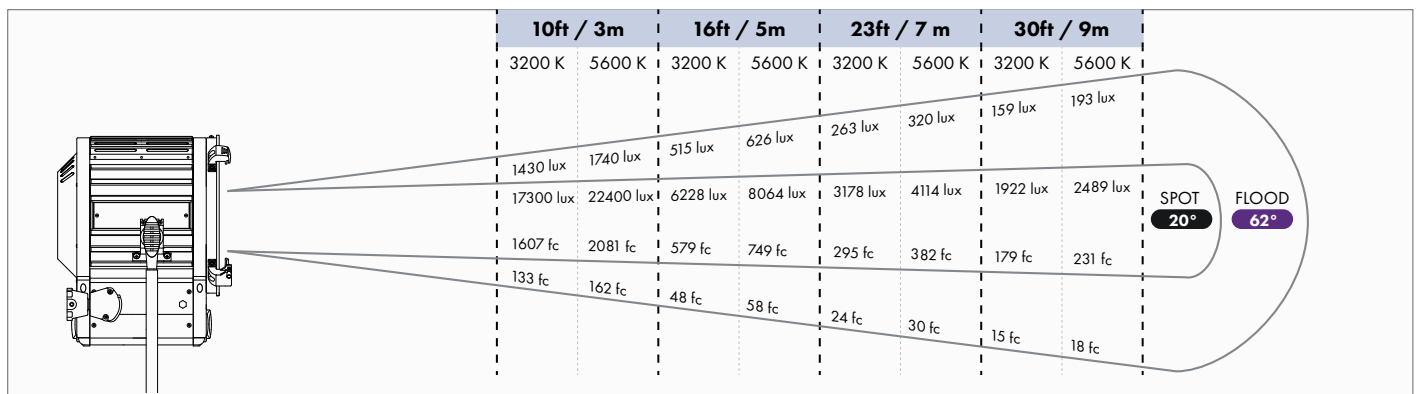 10ft / 3m 16ft / 5m 23ft / 7 m 30ft / 9m
3200 K 5600 K 3200 K 5600 K 3200 K 5600 K 3200 K 5600 K
1430 lux 1740 lux 515 lux 626 lux 263 lux 320 lux 159 lux 193 lux
17300 lux 22400 lux 6228 lux 8064 lux 3178 lux 4114 lux 1922 lux 2489 lux
SPOT FLOOD
20° 62°
1607 fc 2081 fc 579 fc 749 fc 295 fc 382 fc 179 fc 231 fc
133 fc 162 fc 48 fc 58 fc 24 fc 30 fc 15 fc 18 fc